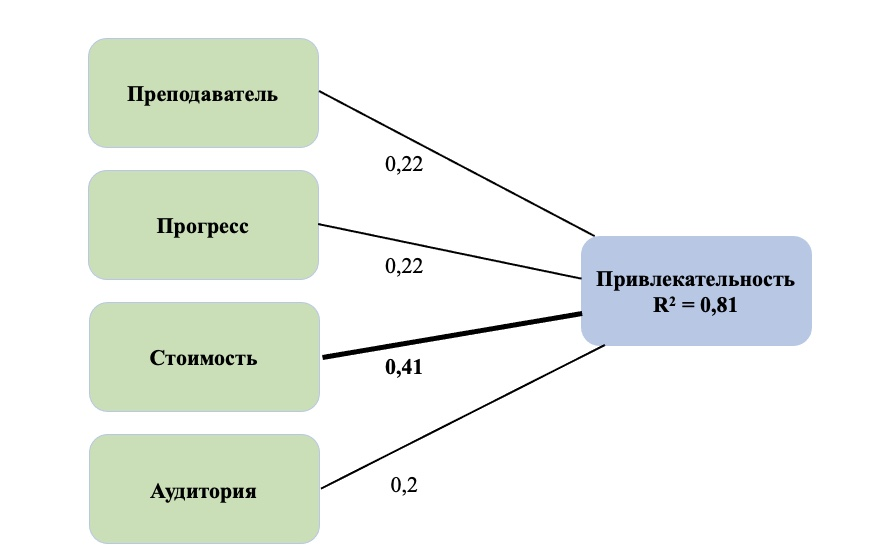 Преподаватель
0,22
Прогресс
0,22
Привлекательность
R² = 0,81
Стоимость
0,41
Аудитория
0,2